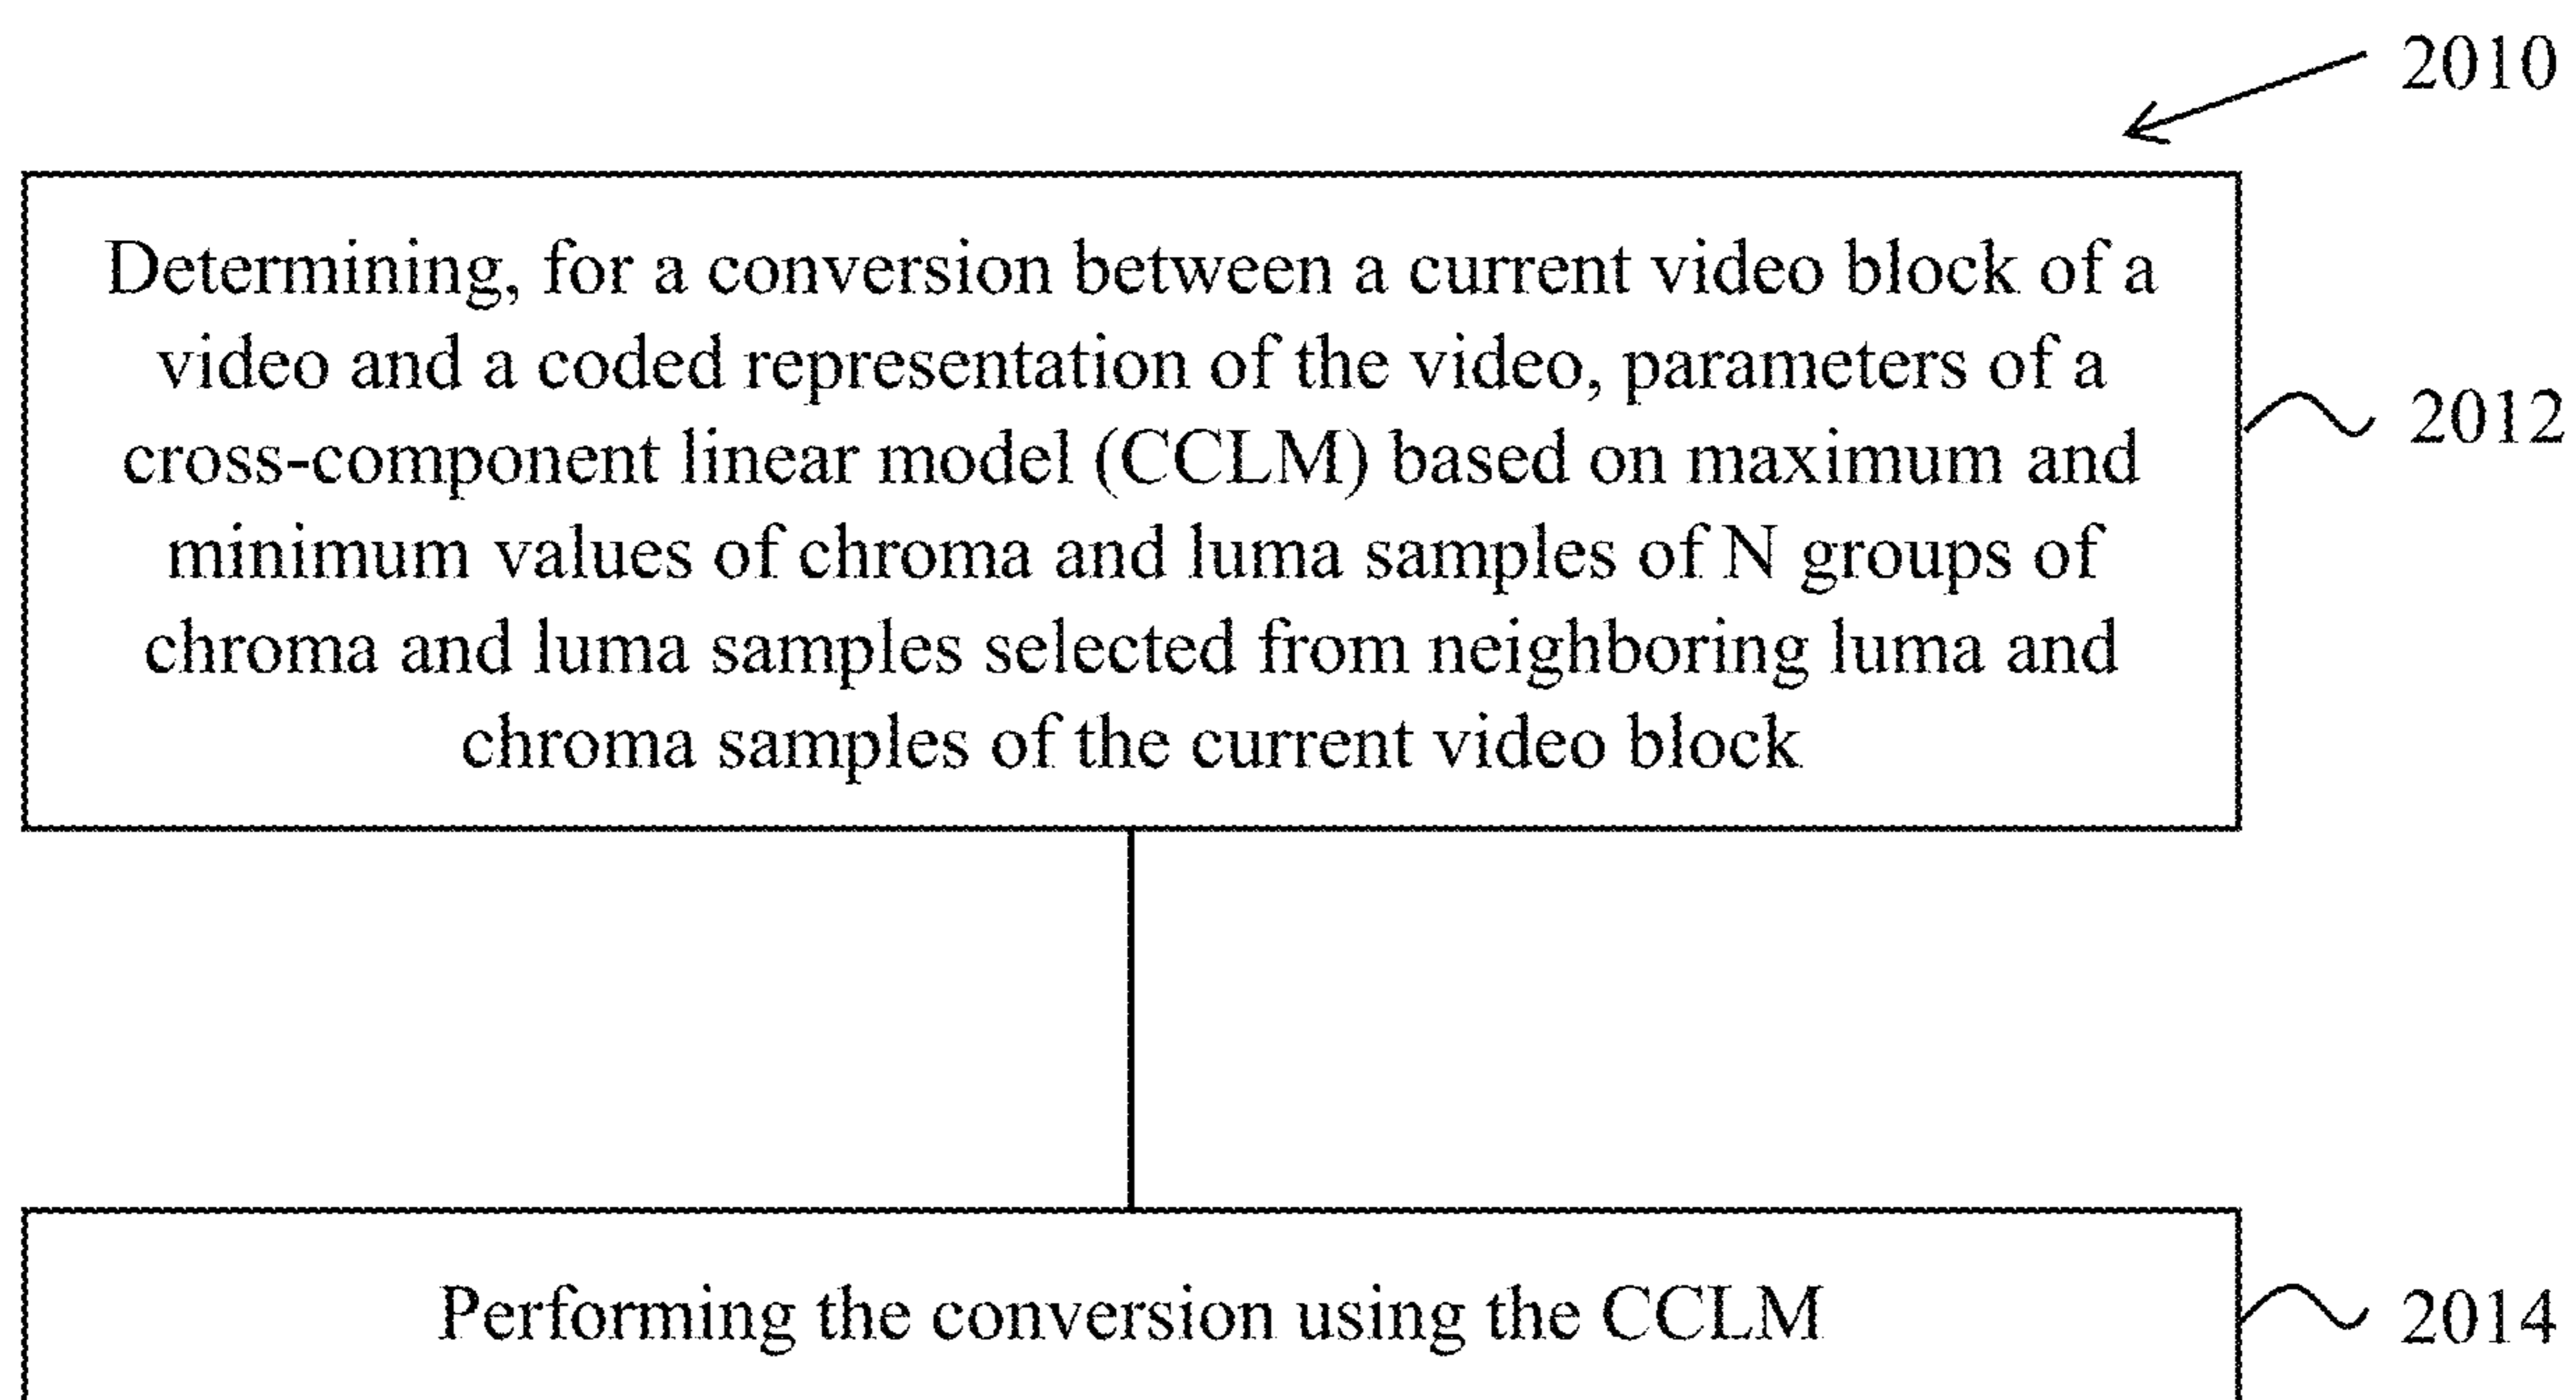 2010
Determining, for a conversion between a current video block of a
video and a coded representation of the video, parameters of a
cross-component linear model (CCLM) based on maximum and
minimum values of chroma and luma samples of N groups of
chroma and luma samples selected from neighboring luma and
chroma samples of the current video block
2012
Performing the conversion using the CCLM
2014